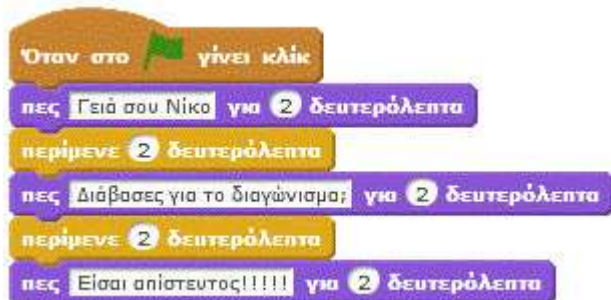 Όταν στο γίνει κλίκ
πες Γειά σου Νίκο για 2 δευτερόλεπτα
περίμενε 2 δευτερόλεπτα
πες Διάβασες για το διαγώνισμα; για 2 δευτερόλεπτα
περίμενε 2 δευτερόλεπτα
πες Είσαι απίστευτος!!!!! για 2 δευτερόλεπτα